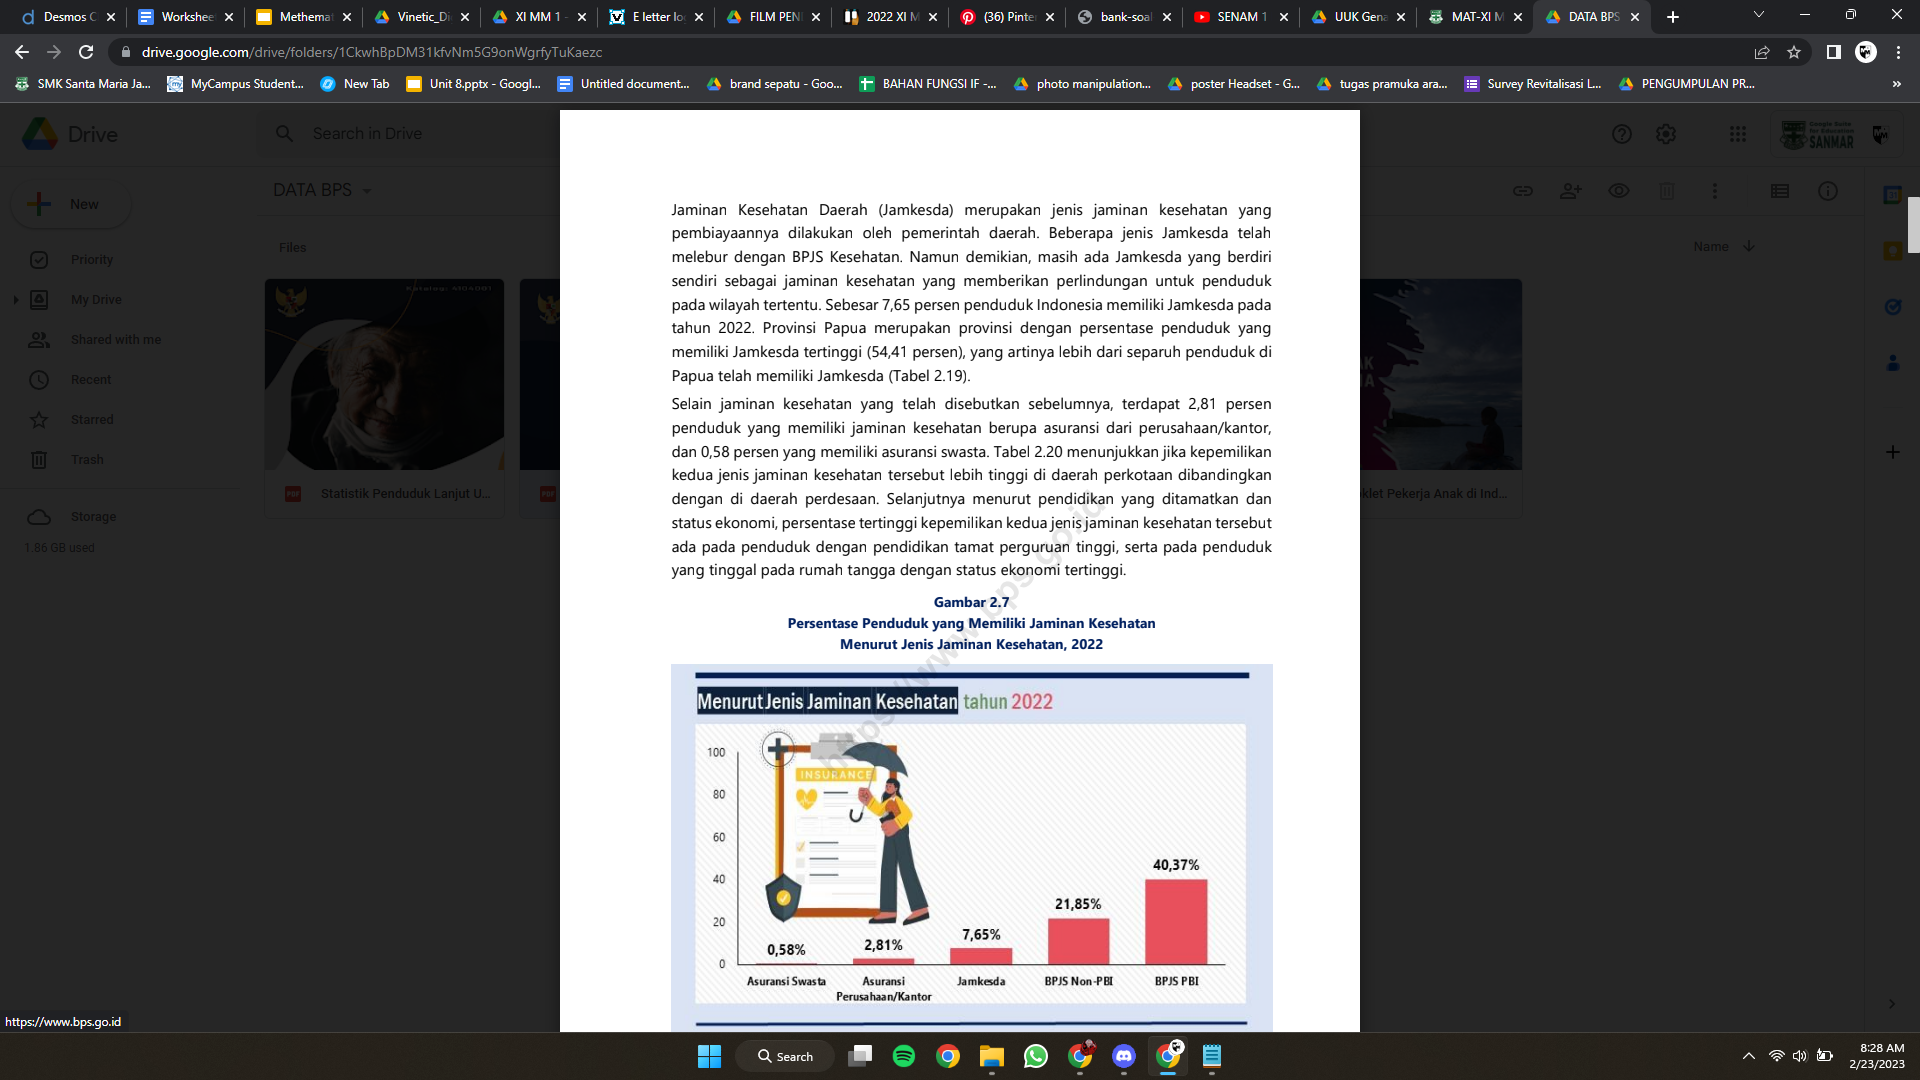 Desmos C
Workshee
Methema
Vinetic_Di
XI MM 1 -
E letter lo
FILM PEN
2022 XI M
(36) Pinte
bank-soal
SENAM 1
UUK Gena
MAT-XI M
DATA BPS
drive.google.com/drive/folders/1CkwhBpDM31kfvNm5G9onWgrfyTuKaezc
SMK Santa Maria Ja...
MyCampus Student...
New Tab
Unit 8.pptx - Googl...
Untitled document...
brand sepatu - Goo...
BAHAN FUNGSI IF -...
photo manipulation...
poster Headset - G...
tugas pramuka ara...
Survey Revitalisasi L...
PENGUMPULAN PR...
»
Drive
Search in Drive
Google Suite
for Education
SANMAR
New
DATA BPS
Files
Name
Priority
My Drive
Shared with me
Recent
Starred
Trash
Storage
1.86 GB used
Statistik Penduduk Lanjut U...
klet Pekerja Anak di Ind...
Jaminan Kesehatan Daerah (Jamkesda) merupakan jenis jaminan kesehatan yang
pembiayaannya dilakukan oleh pemerintah daerah. Beberapa jenis Jamkesda telah
melebur dengan BPJS Kesehatan. Namun demikian, masih ada Jamkesda yang berdiri
sendiri sebagai jaminan kesehatan yang memberikan perlindungan untuk penduduk
pada wilayah tertentu. Sebesar 7,65 persen penduduk Indonesia memiliki Jamkesda pada
tahun 2022. Provinsi Papua merupakan provinsi dengan persentase penduduk yang
memiliki Jamkesda tertinggi (54,41 persen), yang artinya lebih dari separuh penduduk di
Papua telah memiliki Jamkesda (Tabel 2.19).
Selain jaminan kesehatan yang telah disebutkan sebelumnya, terdapat 2,81 persen
penduduk yang memiliki jaminan kesehatan berupa asuransi dari perusahaan/kantor,
dan 0,58 persen yang memiliki asuransi swasta. Tabel 2.20 menunjukkan jika kepemilikan
kedua jenis jaminan kesehatan tersebut lebih tinggi di daerah perkotaan dibandingkan
dengan di daerah perdesaan. Selanjutnya menurut pendidikan yang ditamatkan dan
status ekonomi, persentase tertinggi kepemilikan kedua jenis jaminan kesehatan tersebut
ada pada penduduk dengan pendidikan tamat perguruan tinggi, serta pada penduduk
yang tinggal pada rumah tangga dengan status ekonomi tertinggi.
https://www.bps.go.id
Gambar 2.7
Persentase Penduduk yang Memiliki Jaminan Kesehatan
Menurut Jenis Jaminan Kesehatan, 2022
Menurut Jenis Jaminan Kesehatan tahun 2022
INSURANCE
100
80
60
40
20
0
0,58%
2,81%
7,65%
21,85%
40,37%
Asuransi Swasta
Asuransi
Perusahaan/Kantor
Jamkesda
BPJS Non-PBI
BPJS PBI
https://www.bps.go.id
Search
8:28 AM
2/23/2023